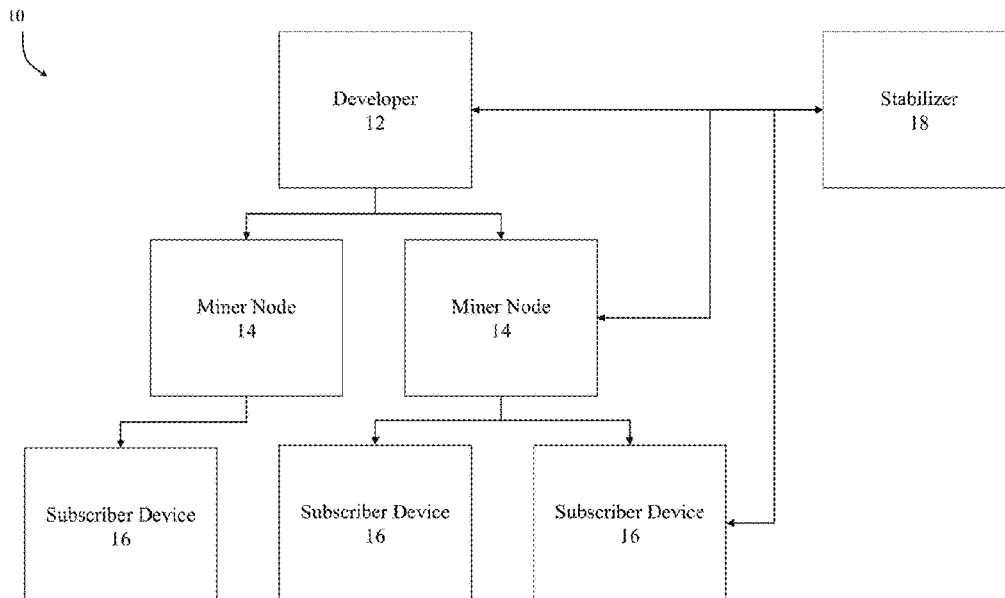 10
Developer
12
Stabilizer
18
Miner Node
14
Miner Node
14
Subscriber Device
16
Subscriber Device
16
Subscriber Device
16